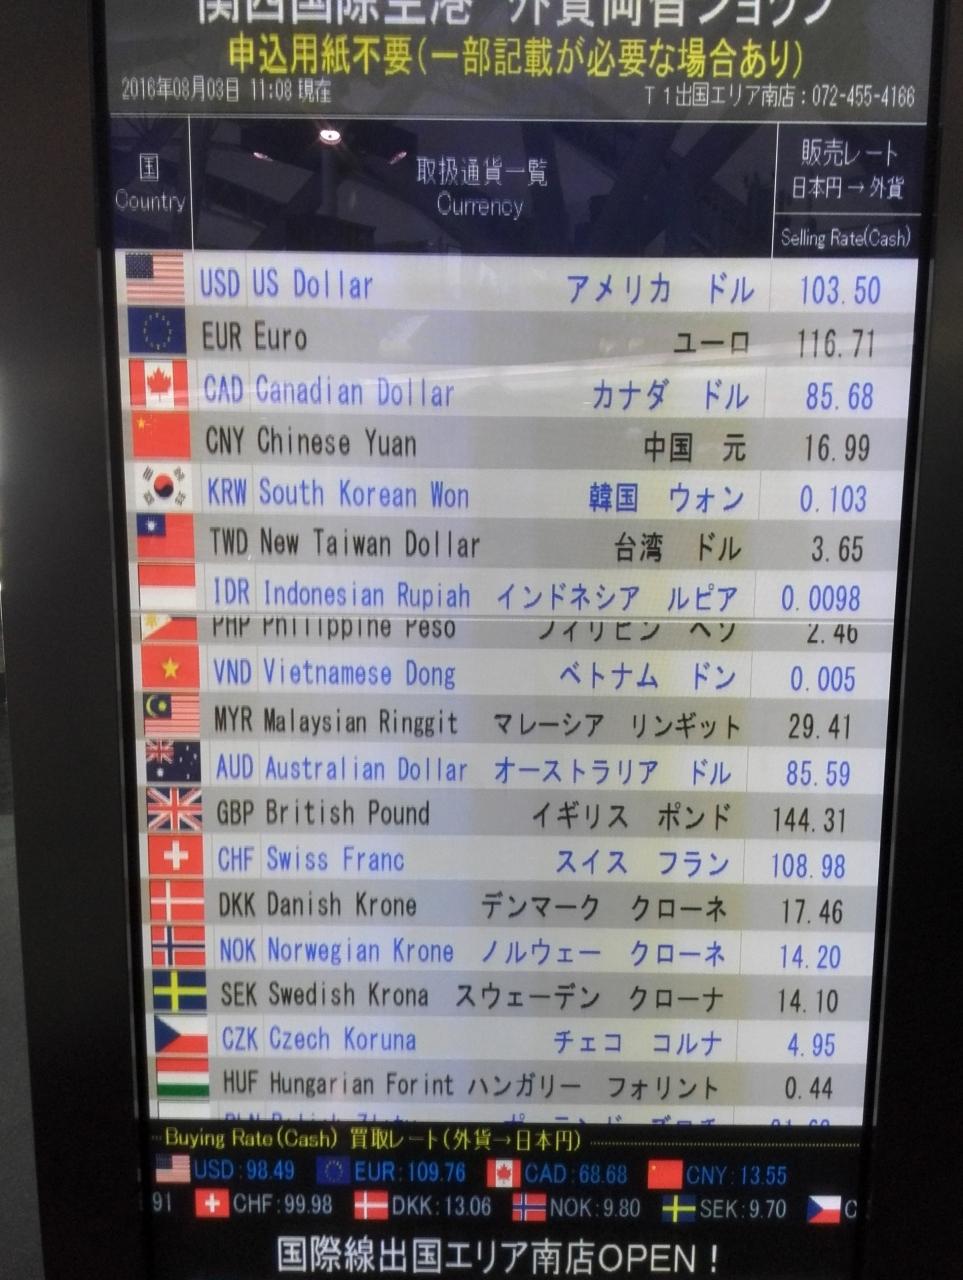 関西国際空港 外貨両替ショップ
申込用紙不要(一部記載が必要な場合あり)
2016年08月03日 11:08 現在 T1出国エリア南店:072-455-4166
国 Country
取扱通貨一覧 Currency
販売レート
日本円→外貨
Selling Rate(Cash)
USD US Dollar アメリカ ドル 103.50
EUR Euro ユーロ 116.71
CAD Canadian Dollar カナダ ドル 85.68
CNY Chinese Yuan 中国 元 16.99
KRW South Korean Won 韓国 ウォン 0.103
TWD New Taiwan Dollar 台湾 ドル 3.65
IDR Indonesian Rupiah インドネシア ルピア 0.0098
PHP Philippine Peso フィリピン ペソ 2.46
VND Vietnamese Dong ベトナム ドン 0.005
MYR Malaysian Ringgit マレーシア リンギット 29.41
AUD Australian Dollar オーストラリア ドル 85.59
GBP British Pound イギリス ポンド 144.31
CHF Swiss Franc スイス フラン 108.98
DKK Danish Krone デンマーク クローネ 17.46
NOK Norwegian Krone ノルウェー クローネ 14.20
SEK Swedish Krona スウェーデン クローナ 14.10
CZK Czech Koruna チェコ コルナ 4.95
HUF Hungarian Forint ハンガリー フォリント 0.44
Buying Rate(Cash) 買取レート(外貨→日本円)
USD:98.49 EUR:109.76 CAD:68.68 CNY:13.55
91 CHF:99.98 DKK:13.06 NOK:9.80 SEK:9.70 C
国際線出国エリア南店OPEN!